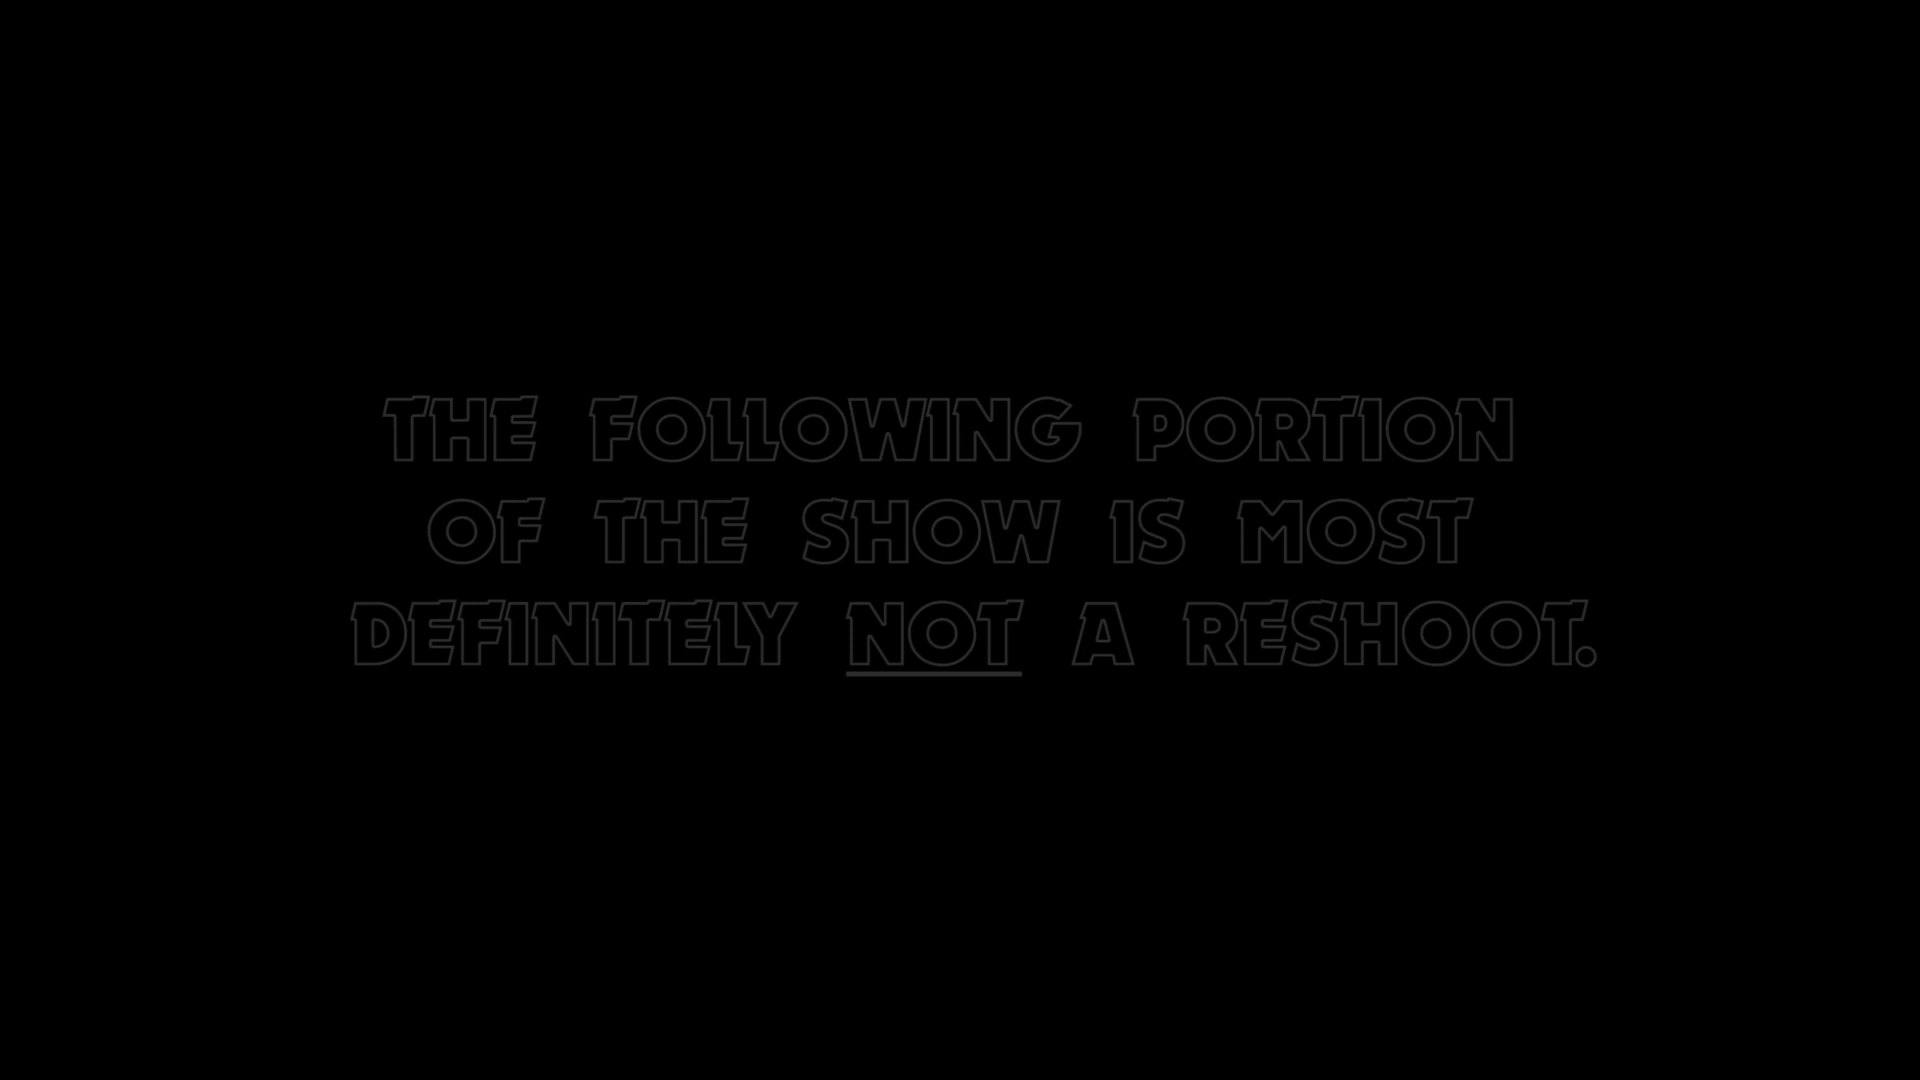 THE FOLLOWING PORTION
OF THE SHOW IS MOST
DEFINITELY NOT A RESHOOT.